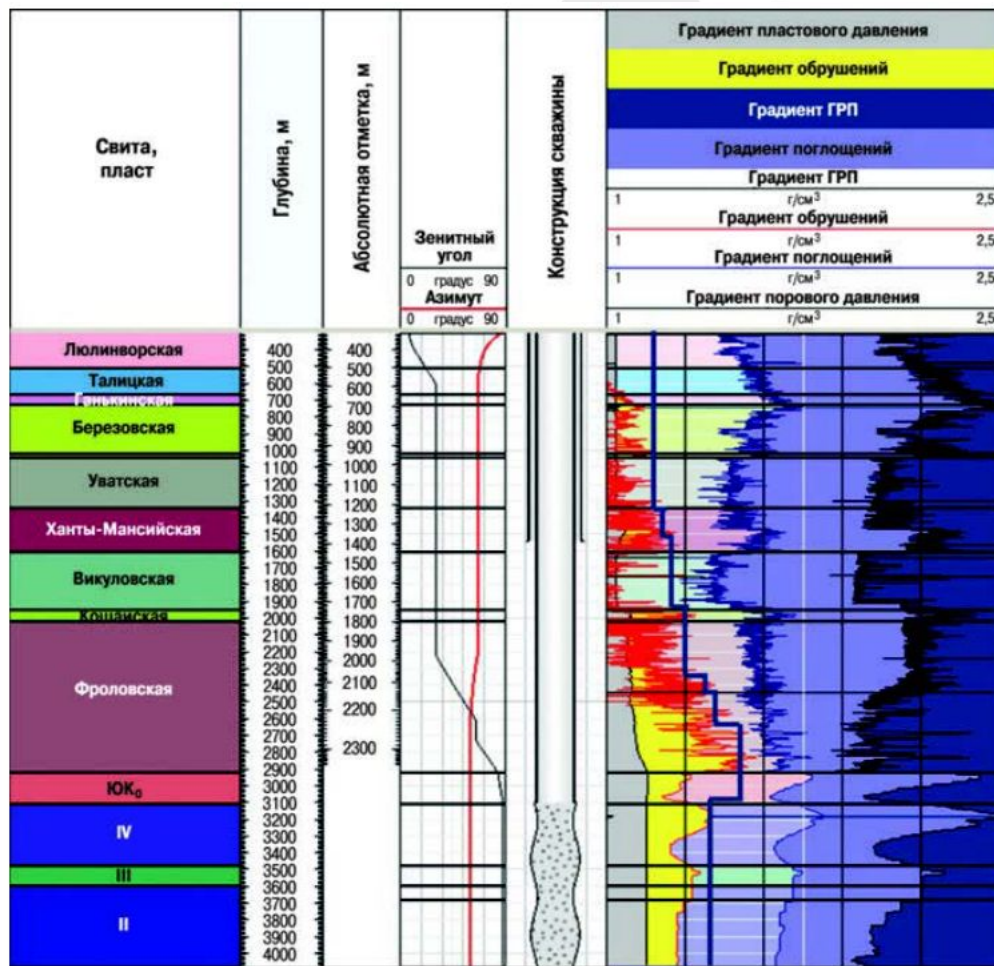 Свита,
пласт
Глубина, м
Абсолютная отметка, м
Зенитный
угол
0 градус 90
Азимут
0 градус 90
Конструкция скважины
Градиент пластового давления
Градиент обрушений
Градиент ГРП
Градиент поглощений
Градиент ГРП
1 г/см³ 2,5
Градиент обрушений
1 г/см³ 2,5
Градиент поглощений
1 г/см³ 2,5
Градиент порового давления
1 г/см³ 2,5
Люлинворская
Талицкая
Ганькинская
Березовская
Уватская
Ханты-Мансийская
Викуловская
Кошайская
Фроловская
ЮК₀
IV
III
II
400
500
600
700
800
900
1000
1100
1200
1300
1400
1500
1600
1700
1800
1900
2000
2100
2200
2300
2400
2500
2600
2700
2800
2900
3000
3100
3200
3300
3400
3500
3600
3700
3800
3900
4000
400
500
600
700
800
900
1000
1100
1200
1300
1400
1500
1600
1700
1800
1900
2000
2100
2200
2300